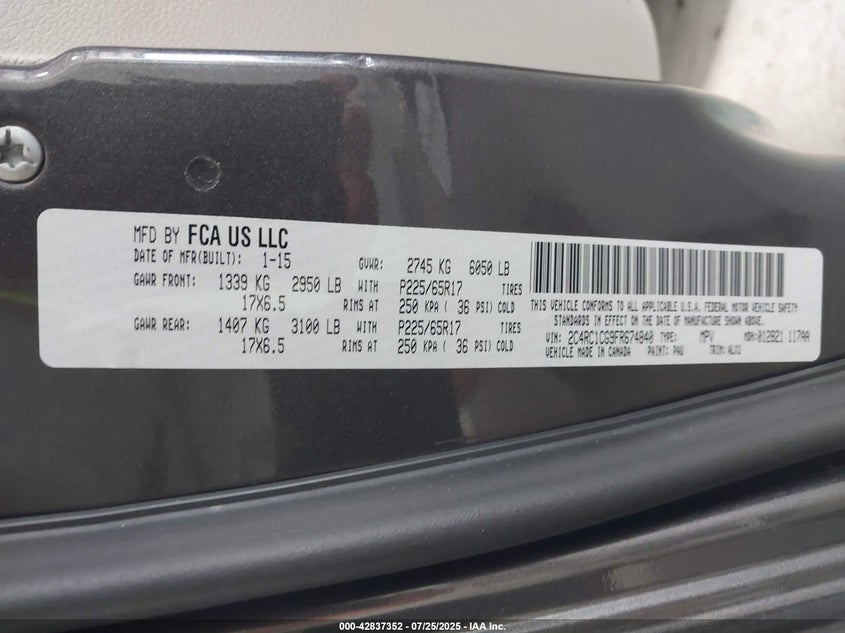 MFD BY FCA US LLC
DATE OF MFR(BUILT): 1-15 GVWR: 2745 KG 6050 LB
GAWR FRONT: 1339 KG 2950 LB WITH P225/65R17 TIRES
17X6.5 RIMS AT 250 KPA ( 36 PSI) COLD
GAWR REAR: 1407 KG 3100 LB WITH P225/65R17 TIRES
17X6.5 RIMS AT 250 KPA ( 36 PSI) COLD
THIS VEHICLE CONFORMS TO ALL APPLICABLE U.S.A. FEDERAL MOTOR VEHICLE SAFETY
STANDARDS IN EFFECT ON THE DATE OF MANUFACTURE SHOWN ABOVE.
VIN: 2C4RC1CG9FR674840 TYPE: MPV MDH:012821 117AA
VEHICLE MADE IN CANADA PAINT: PAU TRIM: ALX1
000-42837352 / 07/25/2025 - IAA Inc.